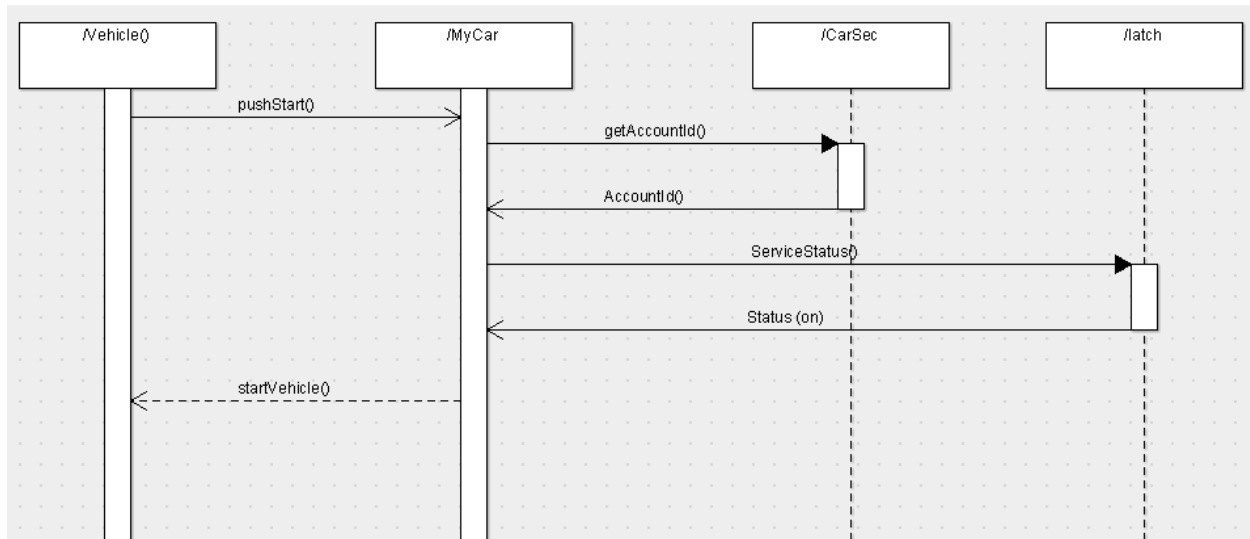 /Vehicle()
/MyCar
/CarSec
/latch
pushStart()
getAccountId()
AccountId()
ServiceStatus()
Status (on)
startVehicle()